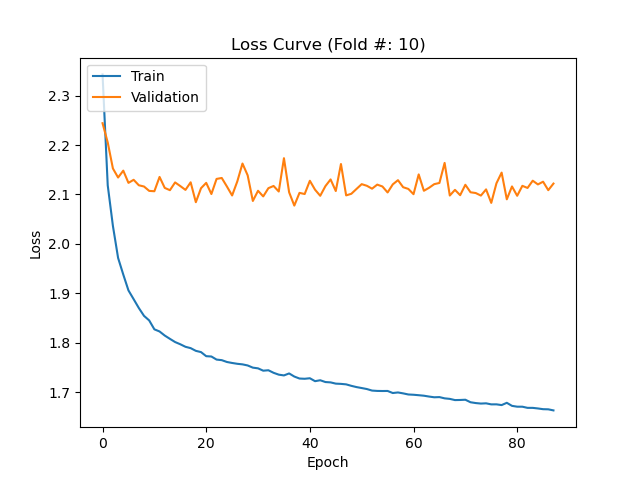 Loss Curve (Fold #: 10)
Train
Validation
2.3
2.2
2.1
2.0
1.9
1.8
1.7
Loss
0
20
40
60
80
Epoch